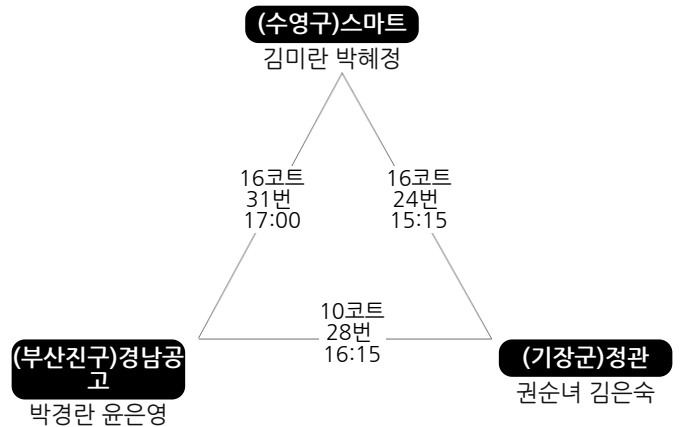 (수영구)스마트
김미란 박혜정
16코트
31번
17:00
16코트
24번
15:15
10코트
28번
16:15
(부산진구)경남공
고
박경란 윤은영
(기장군)정관
권순녀 김은숙